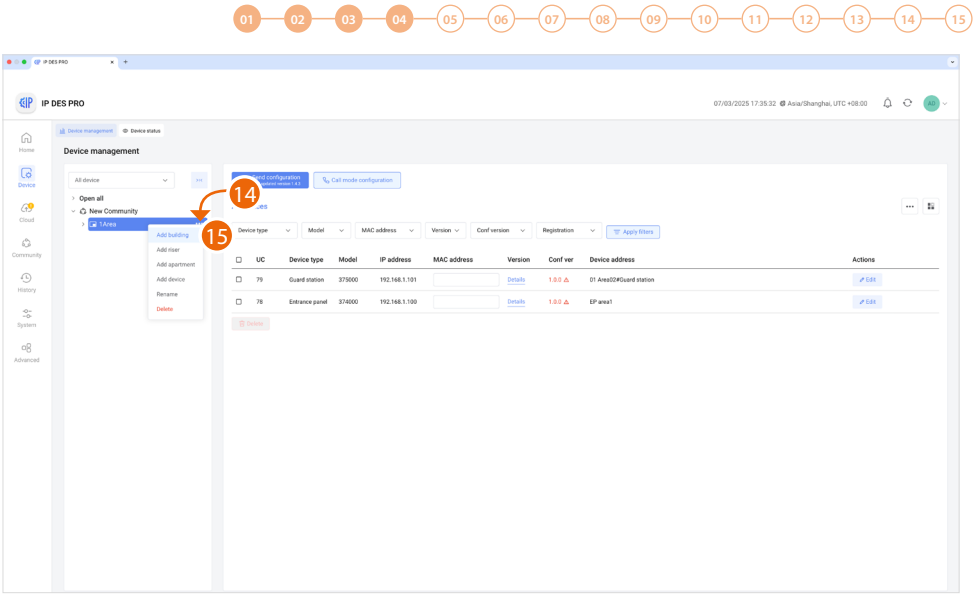 01 02 03 04 05 06 07 08 09 10 11 12 13 14 15
IP DES PRO
IP DES PRO
07/03/2025 17:35:32 Asia/Shanghai, UTC +08:00
AD
Home
Device
Cloud
Community
History
System
Advanced
Device management
Device status
Device management
All device
Open all
New Community
1Area
Add building
Add riser
Add apartment
Add device
Rename
Delete
14
15
configuration
Call mode configuration
Device type Model MAC address Version Conf version Registration Apply filters
UC Device type Model IP address MAC address Version Conf ver Device address Actions
79 Guard station 375000 192.168.1.101 Details 1.0.0 01 Area02#Guard station Edit
78 Entrance panel 374000 192.168.1.100 Details 1.0.0 EP area1 Edit
Delete